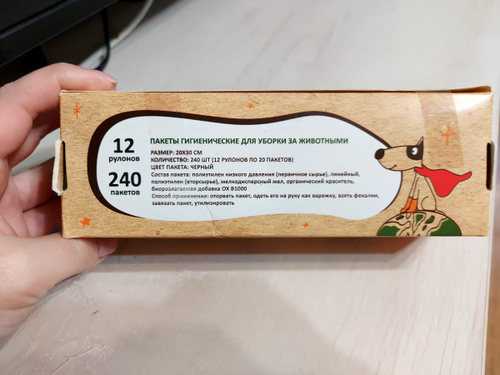 12
рулонов
240
пакетов
ПАКЕТЫ ГИГИЕНИЧЕСКИЕ ДЛЯ УБОРКИ ЗА ЖИВОТНЫМИ
РАЗМЕР: 20Х30 СМ
КОЛИЧЕСТВО: 240 ШТ (12 РУЛОНОВ ПО 20 ПАКЕТОВ)
ЦВЕТ ПАКЕТА: ЧЕРНЫЙ
Состав пакета: полиэтилен низкого давления (первичное сырье), линейный,
полиэтилен (вторсырье), мелкодисперсный мел, органический краситель,
биоразлагаемая добавка ОХ В1000
Способ применения: оторвать пакет, одеть его на руку как варежку, взять фекалии,
завязать пакет, утилизировать